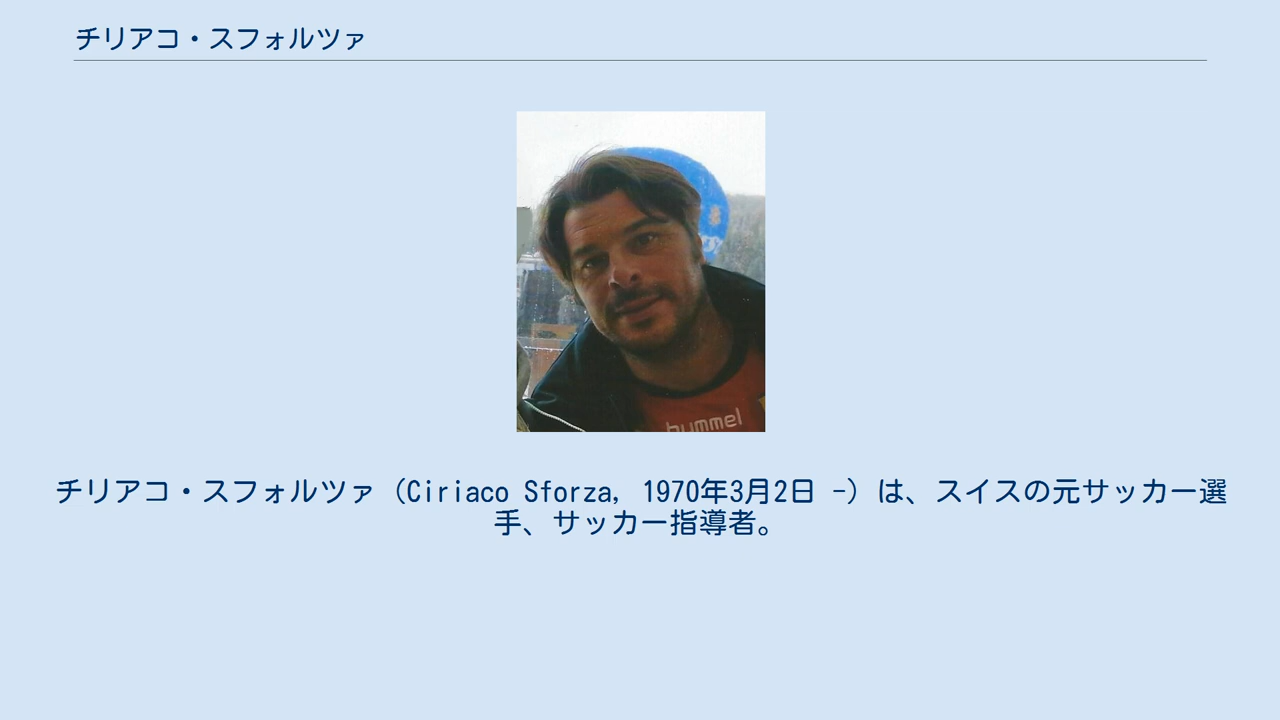 チリアコ・スフォルツァ
hummel
チリアコ・スフォルツァ（Ciriaco Sforza, 1970年3月2日 -）は、スイスの元サッカー選
手、サッカー指導者。